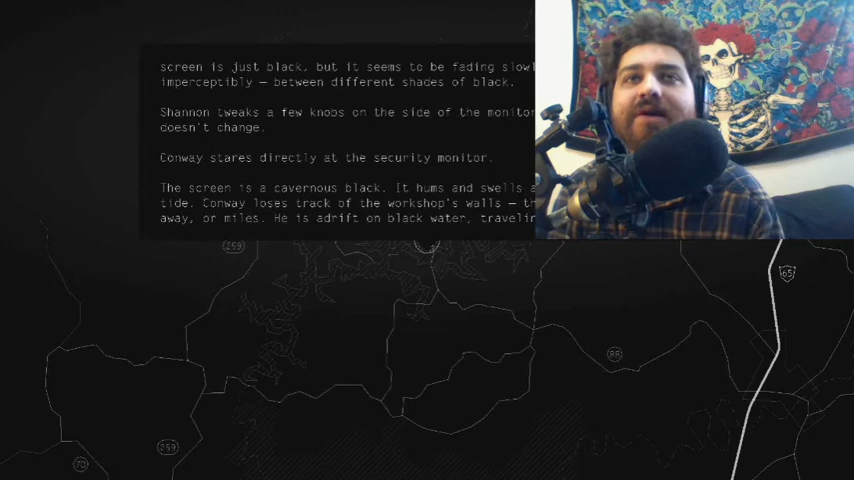 screen is just black, but it seems to be fading slowl
imperceptibly — between different shades of black.
Shannon tweaks a few knobs on the side of the monitor
doesn't change.
Conway stares directly at the security monitor.
The screen is a cavernous black. It hums and swells a
tide. Conway loses track of the workshop's walls — th
away, or miles. He is adrift on black water, travelin
259
65
88
259
70